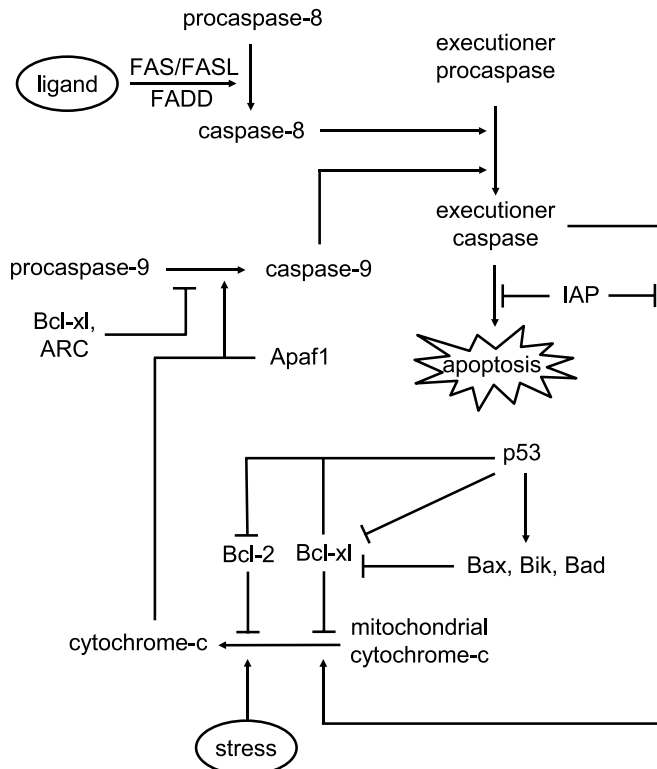 procaspase-8
executioner
procaspase
ligand
FAS/FASL
FADD
caspase-8
executioner
caspase
procaspase-9
caspase-9
IAP
Bcl-xl,
ARC
Apaf1
apoptosis
p53
Bcl-2
Bcl-xl
Bax, Bik, Bad
cytochrome-c
mitochondrial
cytochrome-c
stress